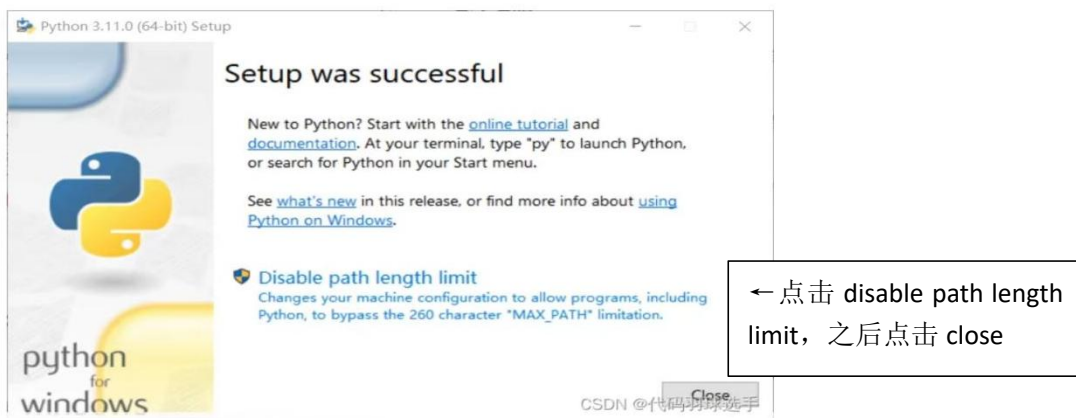 Python 3.11.0 (64-bit) Setup
Setup was successful
New to Python? Start with the online tutorial and
documentation. At your terminal, type "py" to launch Python,
or search for Python in your Start menu.
See what's new in this release, or find more info about using
Python on Windows.
Disable path length limit
Changes your machine configuration to allow programs, including
Python, to bypass the 260 character "MAX_PATH" limitation.
←点击 disable path length
limit，之后点击 close
python
for
windows
Close
CSDN @代码羽球选手